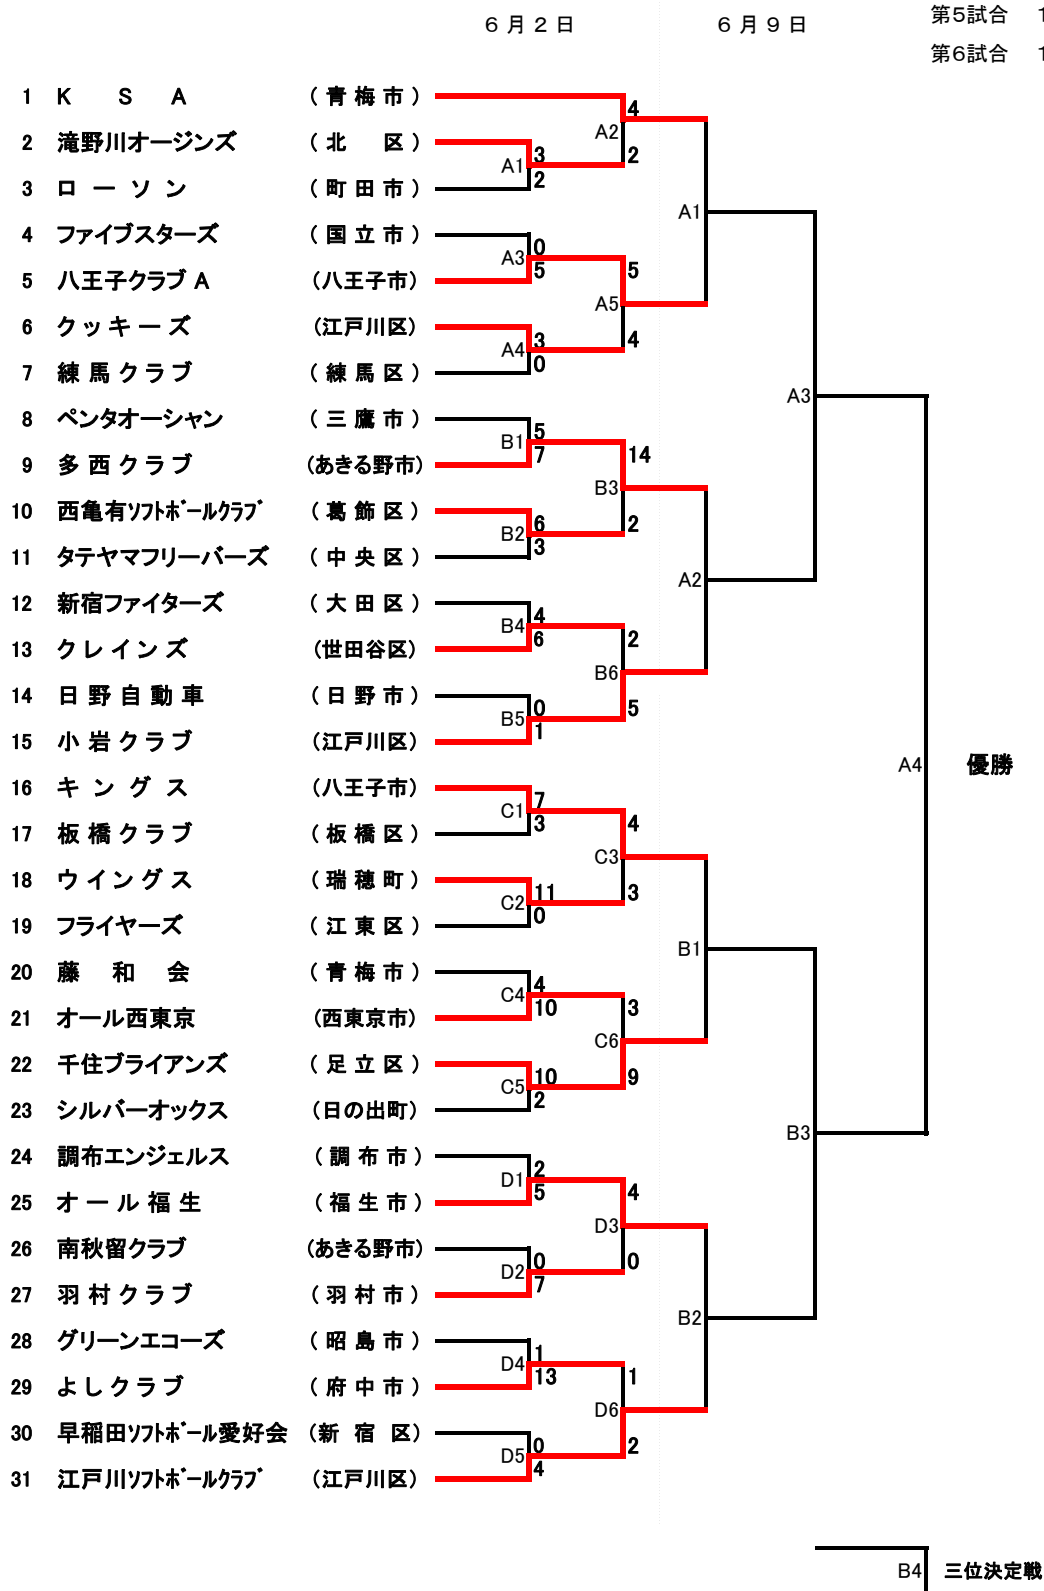 6月2日 6月9日 第5試合 1
第6試合 1
1 K S A (青梅市)
4
A2
2 滝野川オージンズ (北 区)
3
2
A1
2
3 ローソン (町田市)
A1
4 ファイブスターズ (国立市)
0
A3
5
5
5 八王子クラブA (八王子市)
A5
6 クッキーズ (江戸川区)
3
4
A4
0
7 練馬クラブ (練馬区)
A3
8 ペンタオーシャン (三鷹市)
5
B1
7
14
9 多西クラブ (あきる野市)
B3
10 西亀有ソフトボールクラブ (葛飾区)
6
2
B2
3
11 タテヤマフリーバーズ (中央区)
A2
12 新宿ファイターズ (大田区)
4
B4
6
2
13 クレインズ (世田谷区)
B6
14 日野自動車 (日野市)
0
5
B5
1
15 小岩クラブ (江戸川区)
A4 優勝
16 キングス (八王子市)
7
C1
3
4
17 板橋クラブ (板橋区)
C3
18 ウイングス (瑞穂町)
11
3
C2
0
19 フライヤーズ (江東区)
B1
20 藤和会 (青梅市)
4
C4
10
3
21 オール西東京 (西東京市)
C6
22 千住ブライアンズ (足立区)
10
9
C5
2
23 シルバーオックス (日の出町)
B3
24 調布エンジェルス (調布市)
2
D1
5
4
25 オール福生 (福生市)
D3
26 南秋留クラブ (あきる野市)
0
0
D2
7
27 羽村クラブ (羽村市)
B2
28 グリーンエコーズ (昭島市)
1
D4
13
1
29 よしクラブ (府中市)
D6
30 早稲田ソフトボール愛好会 (新宿区)
0
2
D5
4
31 江戸川ソフトボールクラブ (江戸川区)
B4 三位決定戦